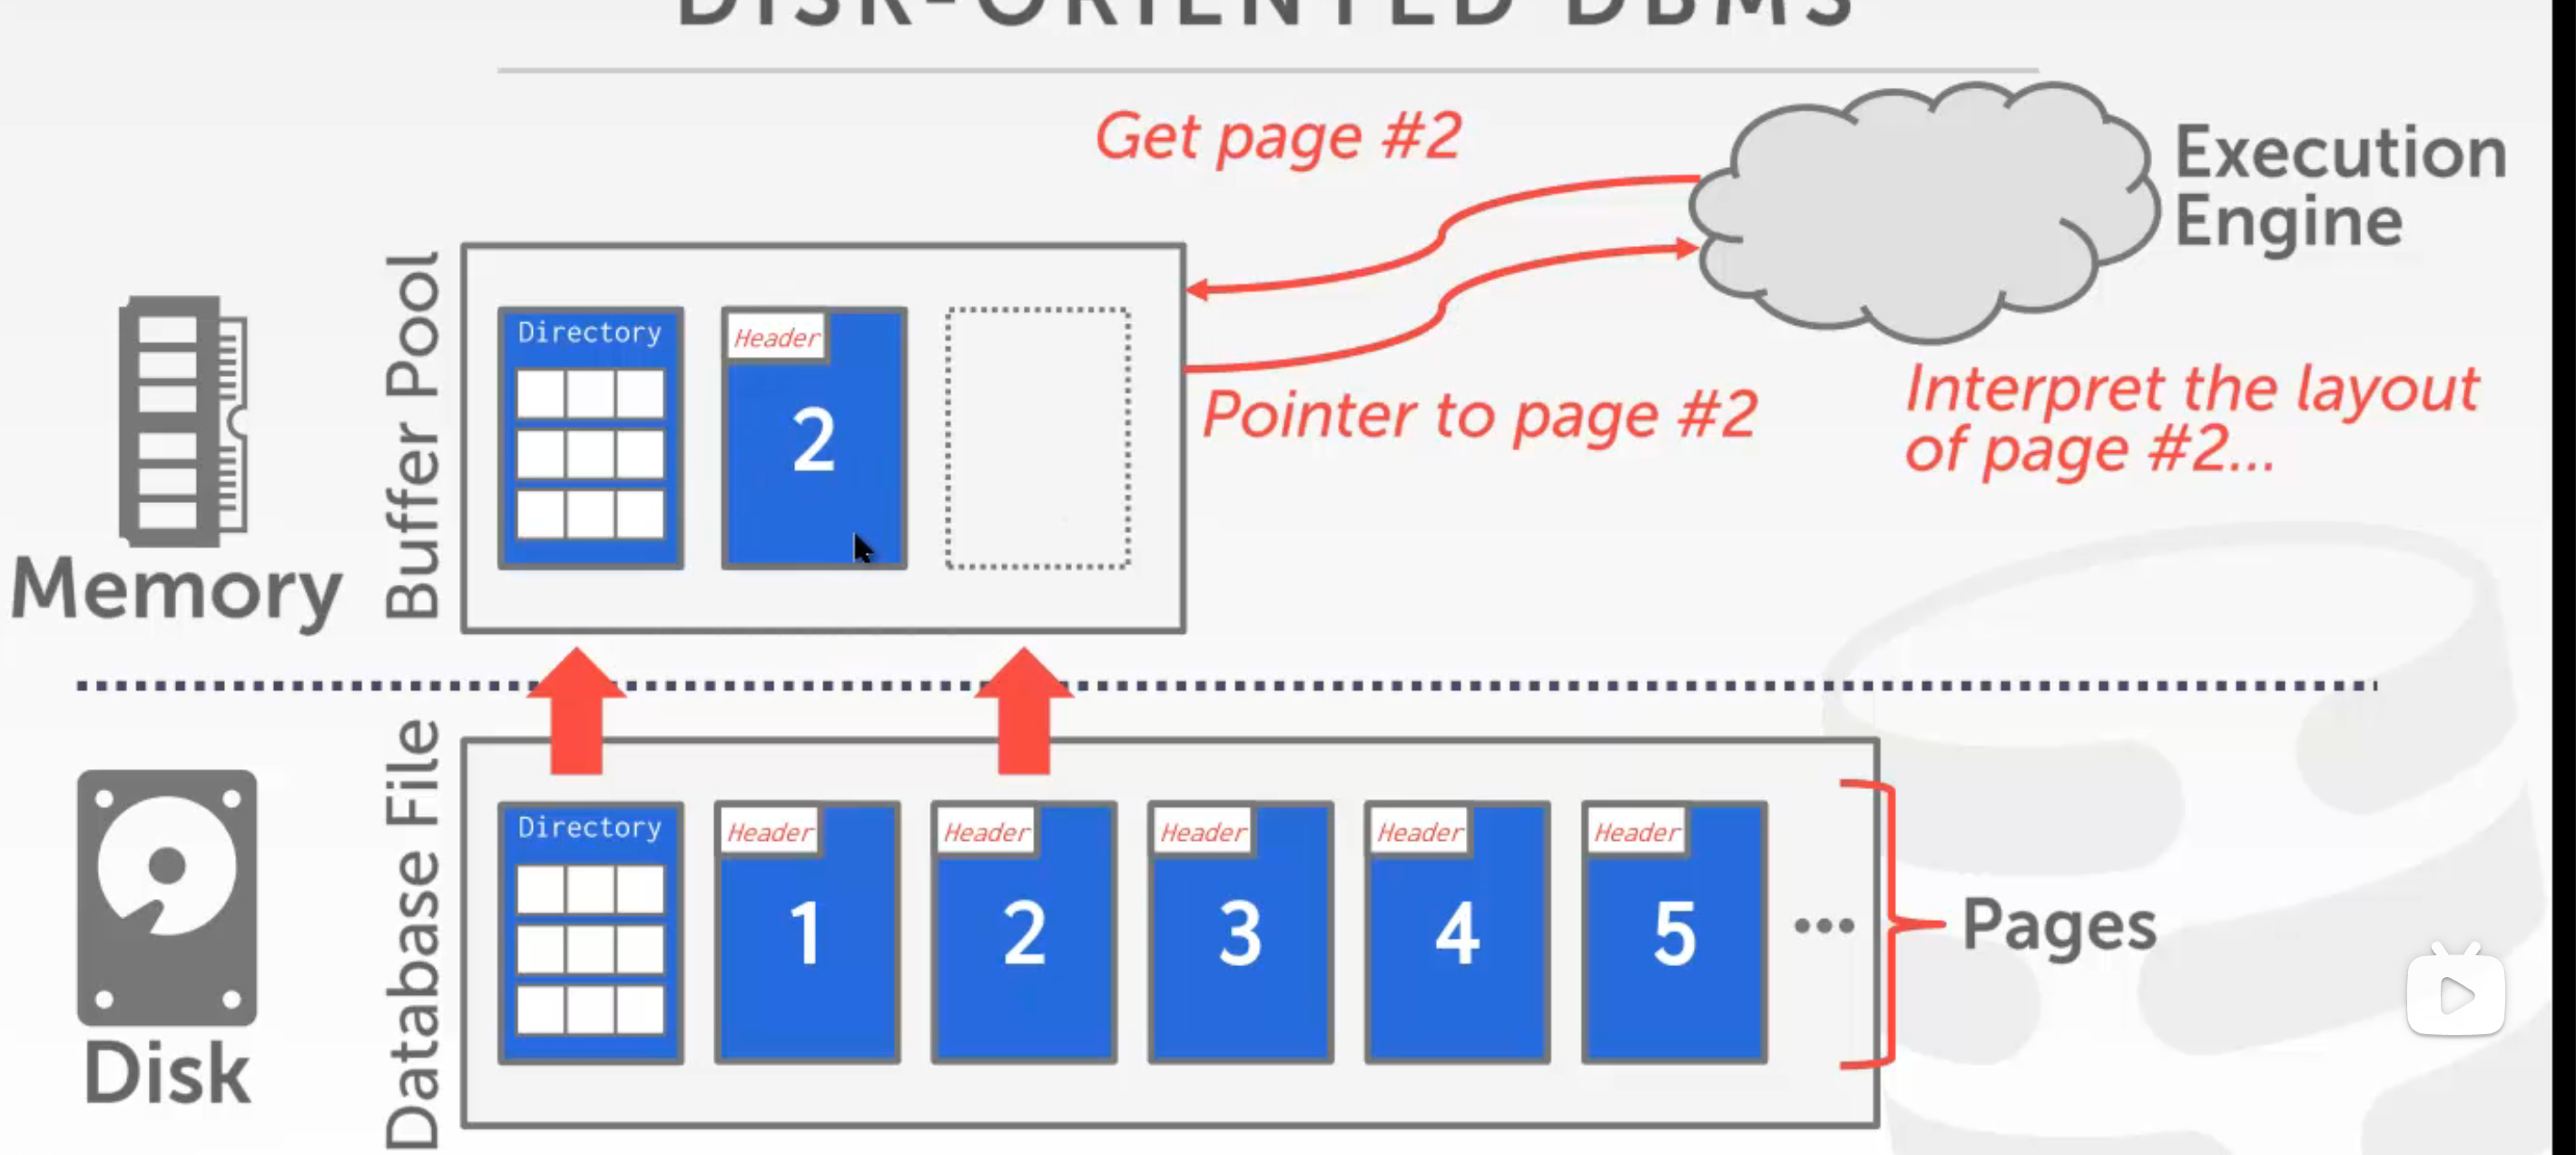 DISK-ORIENTED DBMS
Get page #2
Execution
Engine
Buffer Pool
Directory
Header
2
Pointer to page #2
Interpret the layout
of page #2...
Memory
Database File
Directory
Header
Header
Header
Header
Header
1
2
3
4
5
...
Pages
Disk